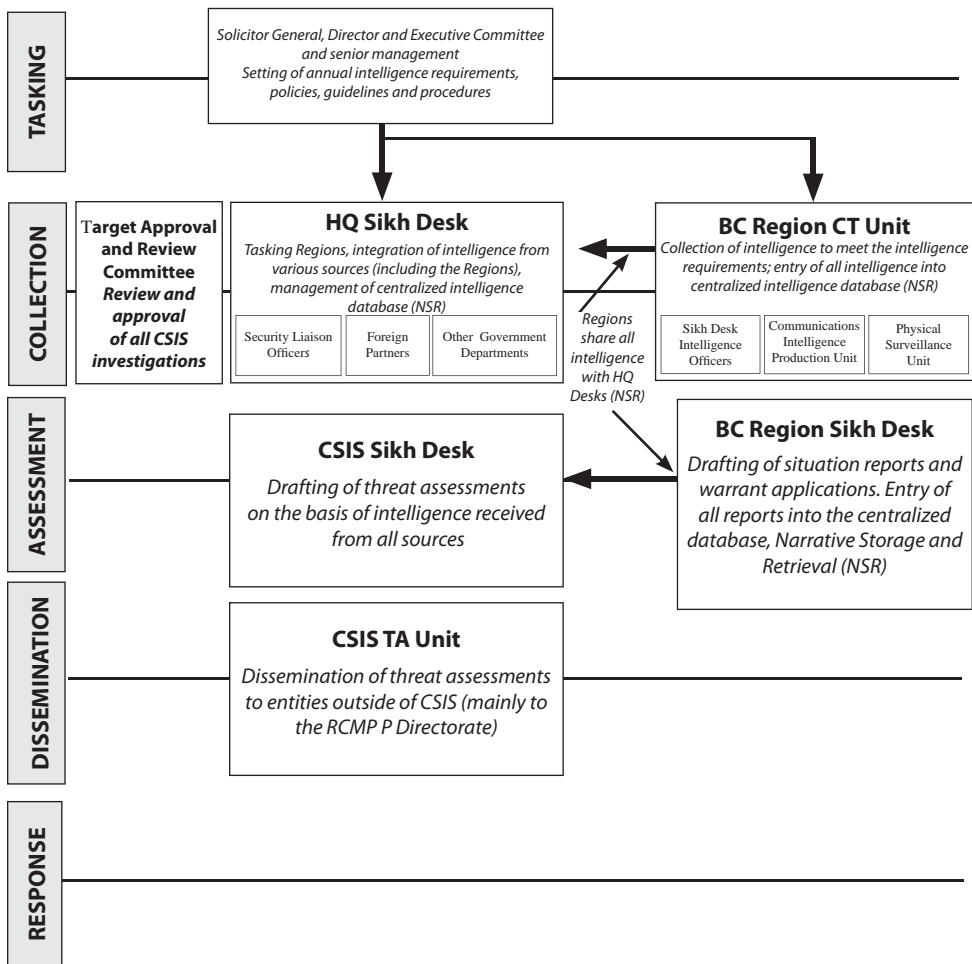 TASKING
Solicitor General, Director and Executive Committee
and senior management
Setting of annual intelligence requirements,
policies, guidelines and procedures
COLLECTION
Target Approval
and Review
Committee
Review and
approval
of all CSIS
investigations
HQ Sikh Desk
Tasking Regions, integration of intelligence from
various sources (including the Regions),
management of centralized intelligence
database (NSR)
Security Liaison
Officers
Foreign
Partners
Other Government
Departments
Regions
share all
intelligence
with HQ
Desks (NSR)
BC Region CT Unit
Collection of intelligence to meet the intelligence
requirements; entry of all intelligence into
centralized intelligence database (NSR)
Sikh Desk
Intelligence
Officers
Communications
Intelligence
Production Unit
Physical
Surveillance
Unit
ASSESSMENT
CSIS Sikh Desk
Drafting of threat assessments
on the basis of intelligence received
from all sources
BC Region Sikh Desk
Drafting of situation reports and
warrant applications. Entry of
all reports into the centralized
database, Narrative Storage and
Retrieval (NSR)
DISSEMINATION
CSIS TA Unit
Dissemination of threat assessments
to entities outside of CSIS (mainly to
the RCMP P Directorate)
RESPONSE